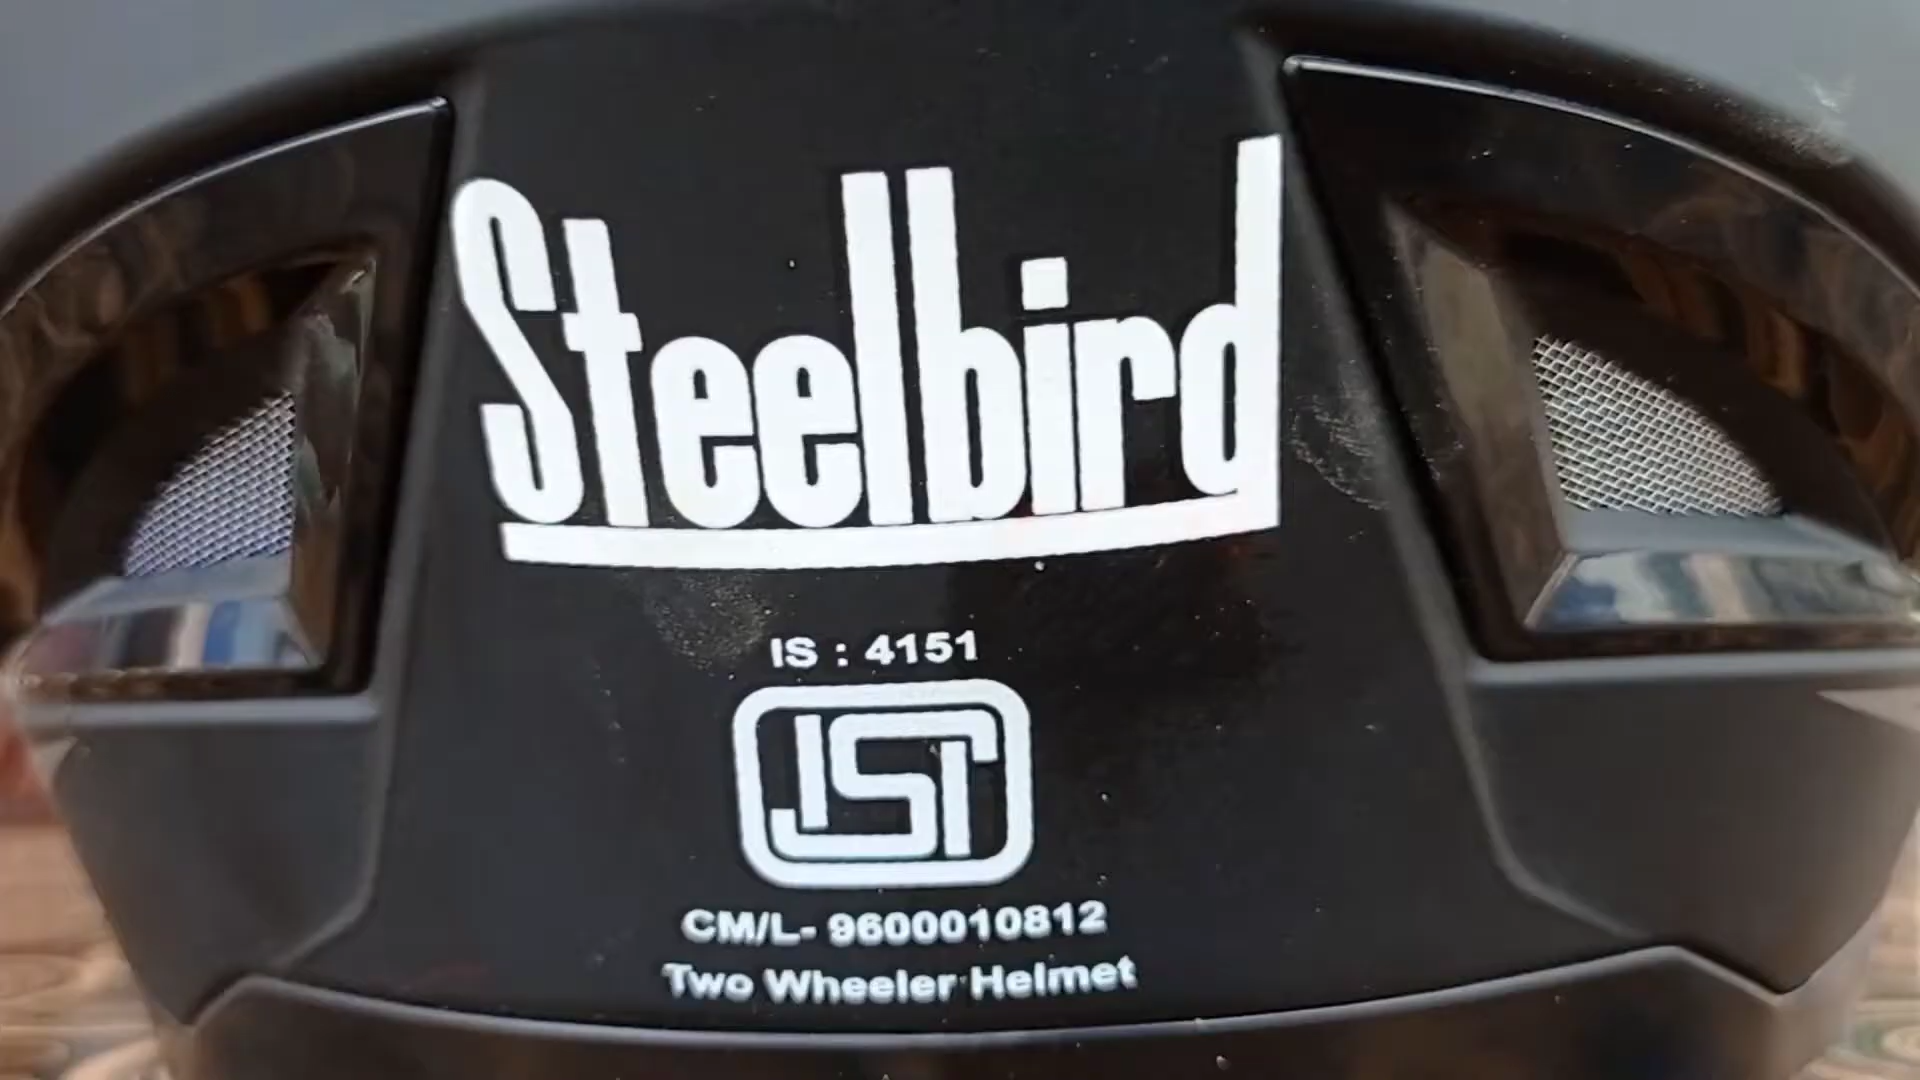 Steelbird
IS : 4151
ISI
CM/L- 9600010812
Two Wheeler Helmet